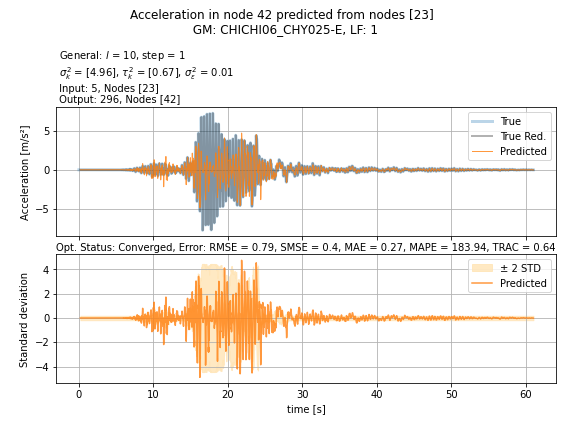 Acceleration in node 42 predicted from nodes [23]
GM: CHICHI06_CHY025-E, LF: 1
General: l = 10, step = 1
σ²ₖ = [4.96], τ²ₖ = [0.67], σ²ε = 0.01
Input: 5, Nodes [23]
Output: 296, Nodes [42]
Acceleration [m/s²]
5
0
−5
True
True Red.
Predicted
Opt. Status: Converged, Error: RMSE = 0.79, SMSE = 0.4, MAE = 0.27, MAPE = 183.94, TRAC = 0.64
Standard deviation
4
2
0
−2
−4
± 2 STD
Predicted
0 10 20 30 40 50 60
time [s]